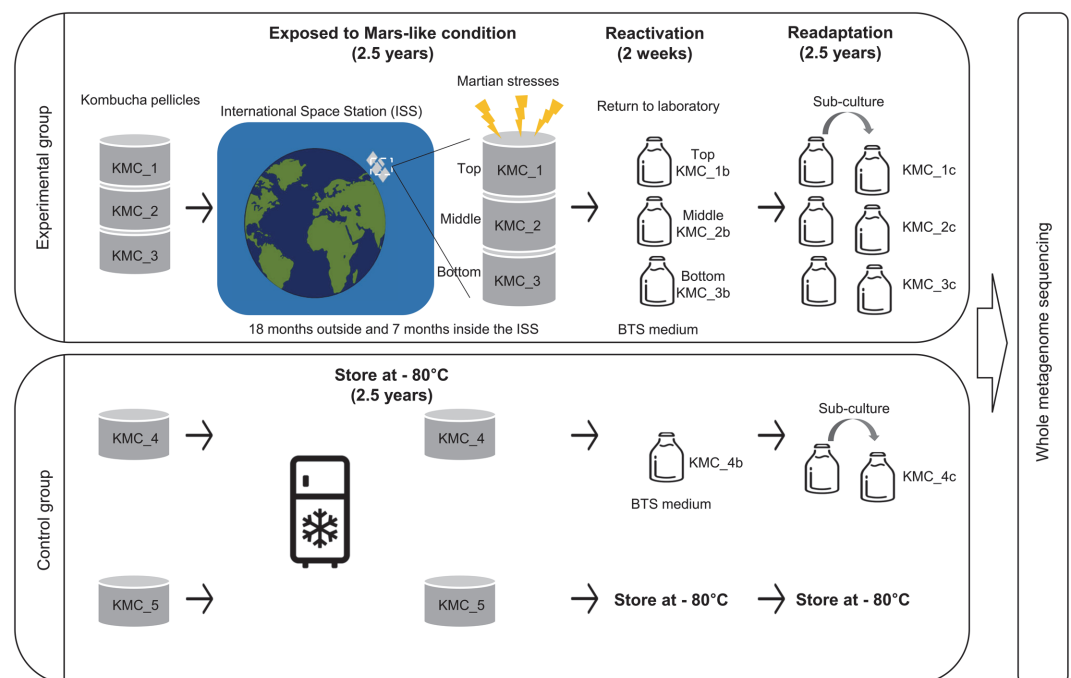 Experimental group
Exposed to Mars-like condition
(2.5 years)
Reactivation
(2 weeks)
Readaptation
(2.5 years)
Kombucha pellicles
International Space Station (ISS)
Martian stresses
Return to laboratory
Sub-culture
KMC_1
KMC_2
KMC_3
Top
Middle
Bottom
KMC_1
KMC_2
KMC_3
Top
KMC_1b
Middle
KMC_2b
Bottom
KMC_3b
KMC_1c
KMC_2c
KMC_3c
18 months outside and 7 months inside the ISS
BTS medium
Control group
Store at - 80°C
(2.5 years)
KMC_4
KMC_4
KMC_4b
BTS medium
Sub-culture
KMC_4c
KMC_5
KMC_5
Store at - 80°C
Store at - 80°C
Whole metagenome sequencing